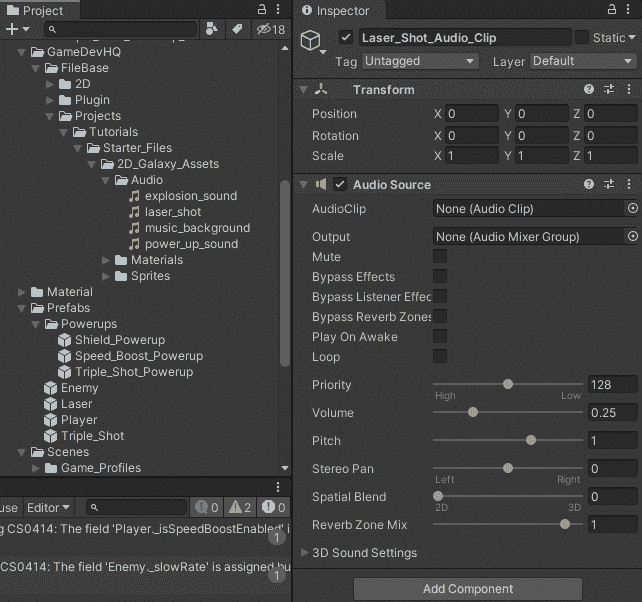 Project
18
GameDevHQ
FileBase
2D
Plugin
Projects
Tutorials
Starter_Files
2D_Galaxy_Assets
Audio
explosion_sound
laser_shot
music_background
power_up_sound
Materials
Sprites
Material
Prefabs
Powerups
Shield_Powerup
Speed_Boost_Powerup
Triple_Shot_Powerup
Enemy
Laser
Player
Triple_Shot
Scenes
Game_Profiles
use Editor 0 2 0
g CS0414: The field 'Player._isSpeedBoostEnabled' i
1
CS0414: The field 'Enemy._slowRate' is assigned bu
1
Inspector
Laser_Shot_Audio_Clip Static
Tag Untagged Layer Default
Transform
Position X 0 Y 0 Z 0
Rotation X 0 Y 0 Z 0
Scale X 1 Y 1 Z 1
Audio Source
AudioClip None (Audio Clip)
Output None (Audio Mixer Group)
Mute
Bypass Effects
Bypass Listener Effec
Bypass Reverb Zones
Play On Awake
Loop
Priority 128
High Low
Volume 0.25
Pitch 1
Stereo Pan 0
Left Right
Spatial Blend 0
2D 3D
Reverb Zone Mix 1
3D Sound Settings
Add Component